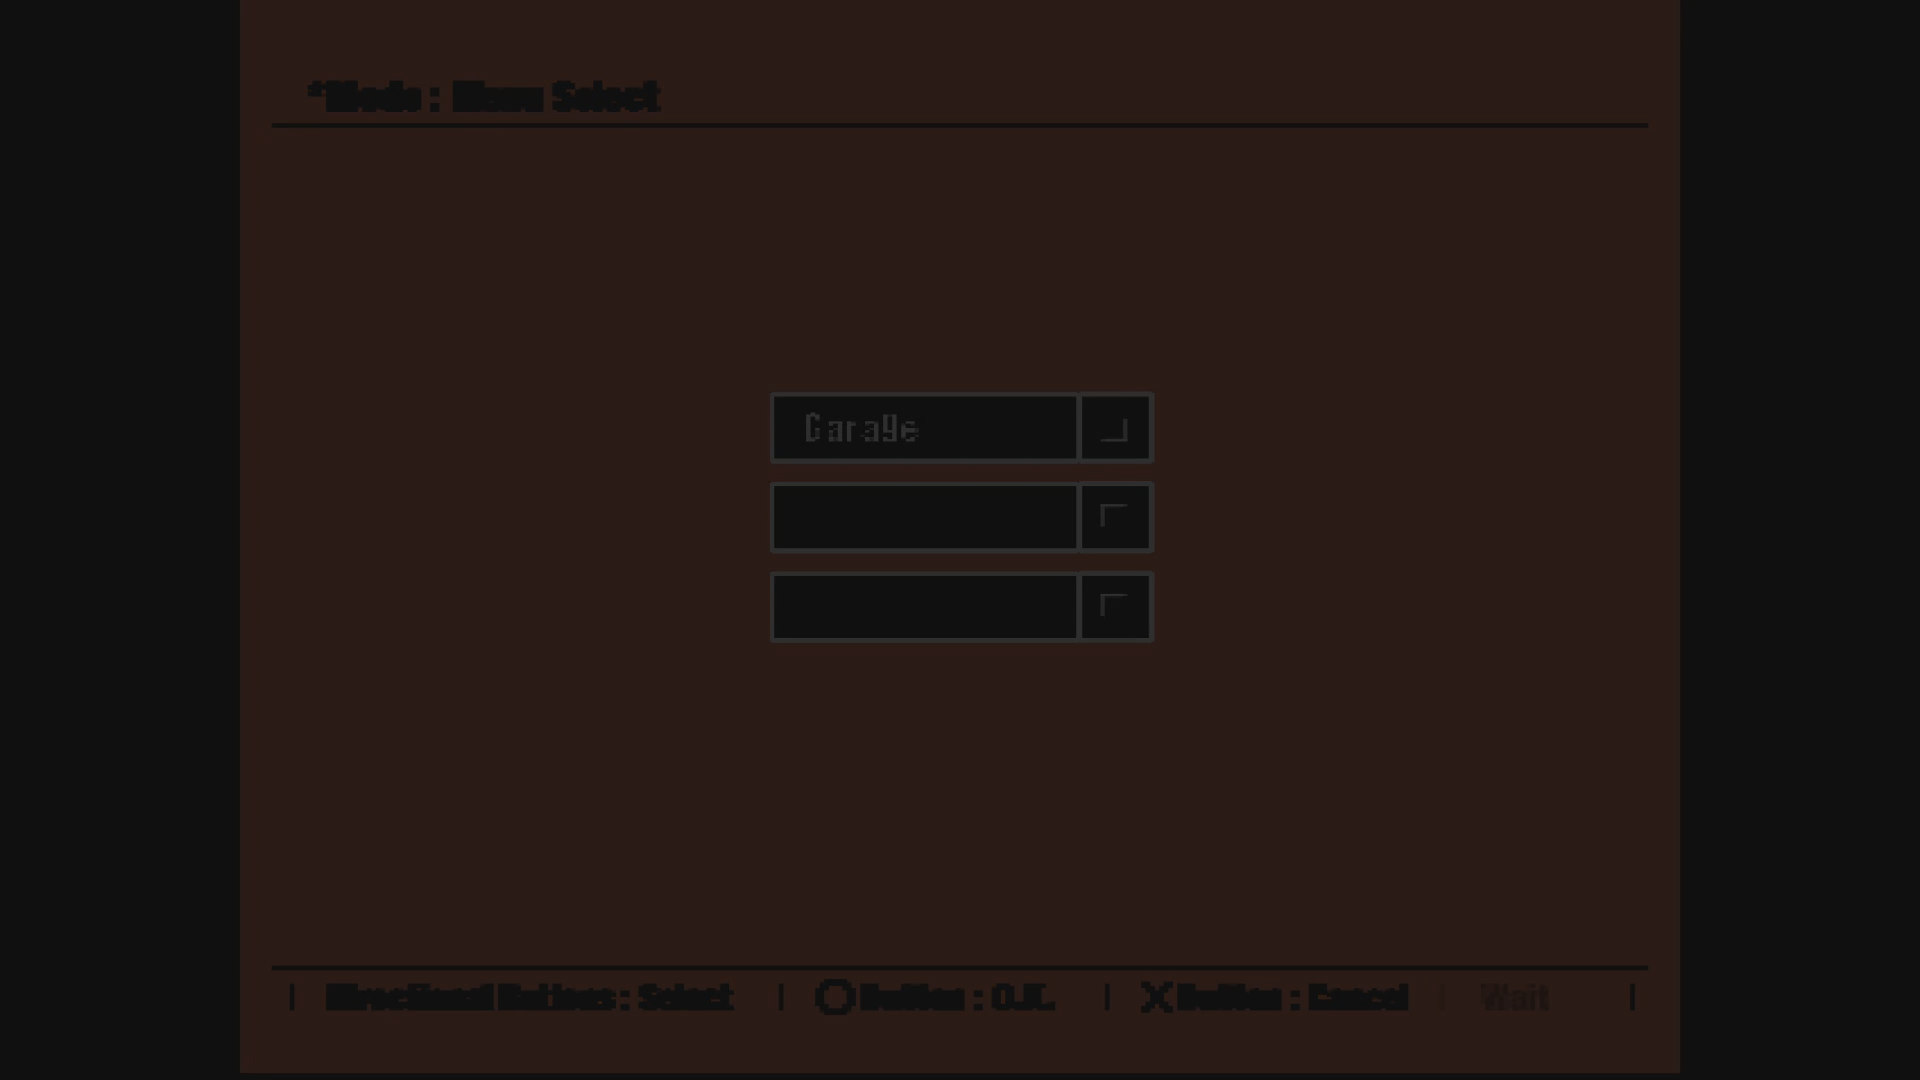 *Mode : Menu Select
Garage
Directional Buttons : Select
Button : O.K.
Button : Cancel
Wait